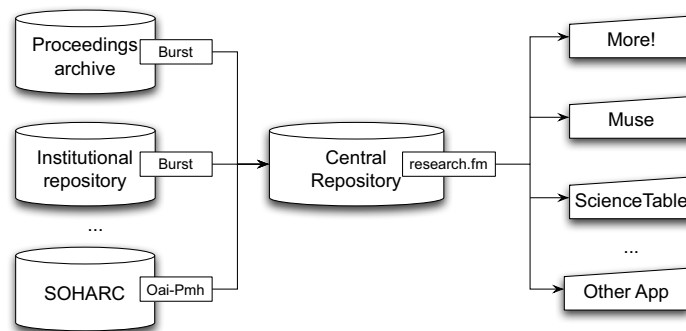 Proceedings
archive
Burst
Institutional
repository
Burst
...
SOHARC
Oai-Pmh
Central
Repository
research.fm
More!
Muse
ScienceTable
...
Other App